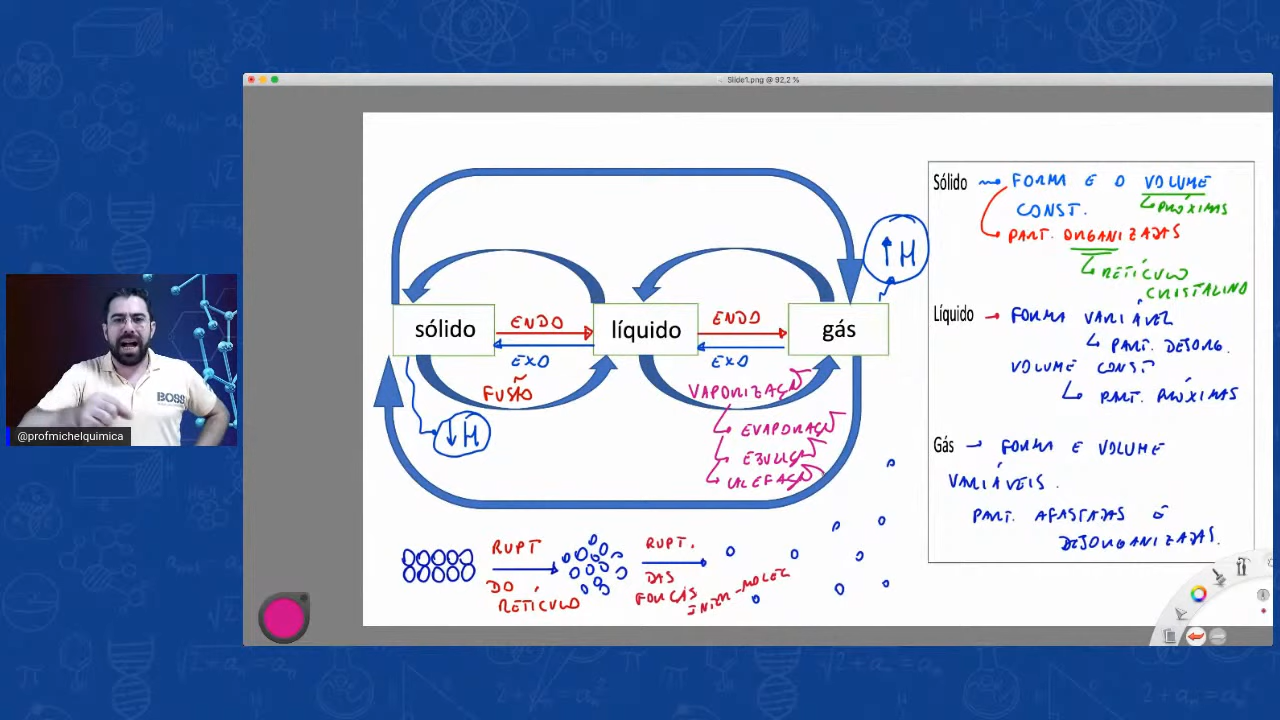 Slide1.png @ 92,2 %
sólido
líquido
gás
ENDO
EXO
ENDO
EXO
FUSÃO
VAPORIZAÇÃO
EVAPORAÇÃO
EBULIÇÃO
CALEFAÇÃO
↑H
↓H
RUPT
DO
RETÍCULO
RUPT.
DAS
FORÇAS
INTER-MOLEC
Sólido → FORMA E O VOLUME
CONST.
PRÓXIMAS
PART. ORGANIZADAS
RETÍCULO
CRISTALINO
Líquido → FORMA VARIÁVEL
PART. DESORG.
VOLUME CONST
PART. PRÓXIMAS
Gás → FORMA E VOLUME
VARIÁVEIS.
PART. AFASTADAS E
DESORGANIZADAS.
BOSS
@profmichelquimica